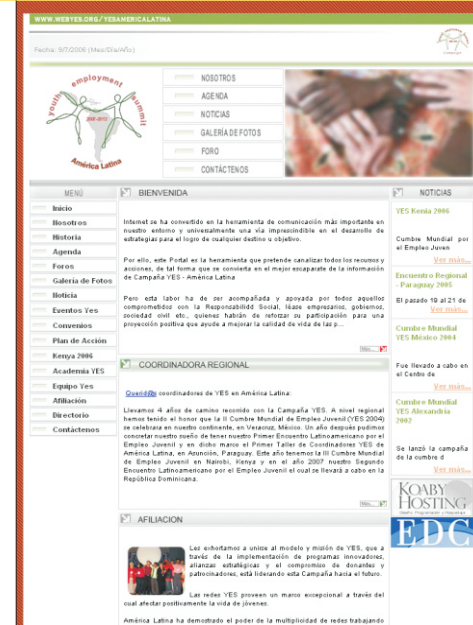 WWW.WEBYES.ORG/YESAMERICALATINA
Fecha: 9/7/2006 (Mes/Día/Año)
youth employment summit
2002-2012
América Latina
NOSOTROS
AGENDA
NOTICIAS
GALERÍA DE FOTOS
FORO
CONTÁCTENOS
MENÚ
Inicio
Nosotros
Historia
Agenda
Foros
Galería de Fotos
Noticia
Eventos Yes
Convenios
Plan de Acción
Kenya 2006
Academia YES
Equipo Yes
Afiliación
Directorio
Contáctenos
BIENVENIDA
Internet se ha convertido en la herramienta de comunicación más importante en
nuestro entorno y universalmente una vía imprescindible en el desarrollo de
estrategias para el logro de cualquier destino u objetivo.
Por ello, este Portal es la herramienta que pretende canalizar todos los recursos y
acciones, de tal forma que se convierta en el mejor escaparate de la información
de Campaña YES - América Latina
Pero esta labor ha de ser acompañada y apoyada por todos aquellos
comprometidos con la Responsabilidad Social, léase empresarios, gobiernos,
sociedad civil etc., quienes habrán de reforzar su participación para una
proyección positiva que ayude a mejorar la calidad de vida de las p...
Más...
COORDINADORA REGIONAL
Querid@s coordinadores de YES en América Latina:
Llevamos 4 años de camino recorrido con la Campaña YES. A nivel regional
hemos tenido el honor que la II Cumbre Mundial de Empleo Juvenil (YES 2004)
se celebrara en nuestro continente, en Veracruz, México. Un año después pudimos
concretar nuestro sueño de tener nuestro Primer Encuentro Latinoamericano por el
Empleo Juvenil y en dicho marco el Primer Taller de Coordinadores YES de
América Latina, en Asunción, Paraguay. Este año tenemos la III Cumbre Mundial
de Empleo Juvenil en Nairobi, Kenya y en el año 2007 nuestro Segundo
Encuentro Latinoamericano por el Empleo Juvenil el cual se llevará a cabo en la
República Dominicana.
Más...
AFILIACION
Les exhortamos a unirse al modelo y misión de YES, que a
través de la implementación de programas innovadores,
alianzas estratégicas y el compromiso de donantes y
patrocinadores, está liderando esta Campaña hacia el futuro.
Las redes YES proveen un marco excepcional a través del
cual afectar positivamente la vida de jóvenes.
América Latina ha demostrado el poder de la multiplicidad de redes trabajando
NOTICIAS
YES Kenia 2006
Cumbre Mundial por
el Empleo Juven
Ver más...
Encuentro Regional
- Paraguay 2005
El pasado 19 al 21 de
Ver más...
Cumbre Mundial
YES México 2004
Fue llevado a cabo en
el Centro de
Ver más...
Cumbre Mundial
YES Alexandria
2002
Se lanzó la campaña
de la cumbre d
Ver más...
KOABY
HOSTING
EDC